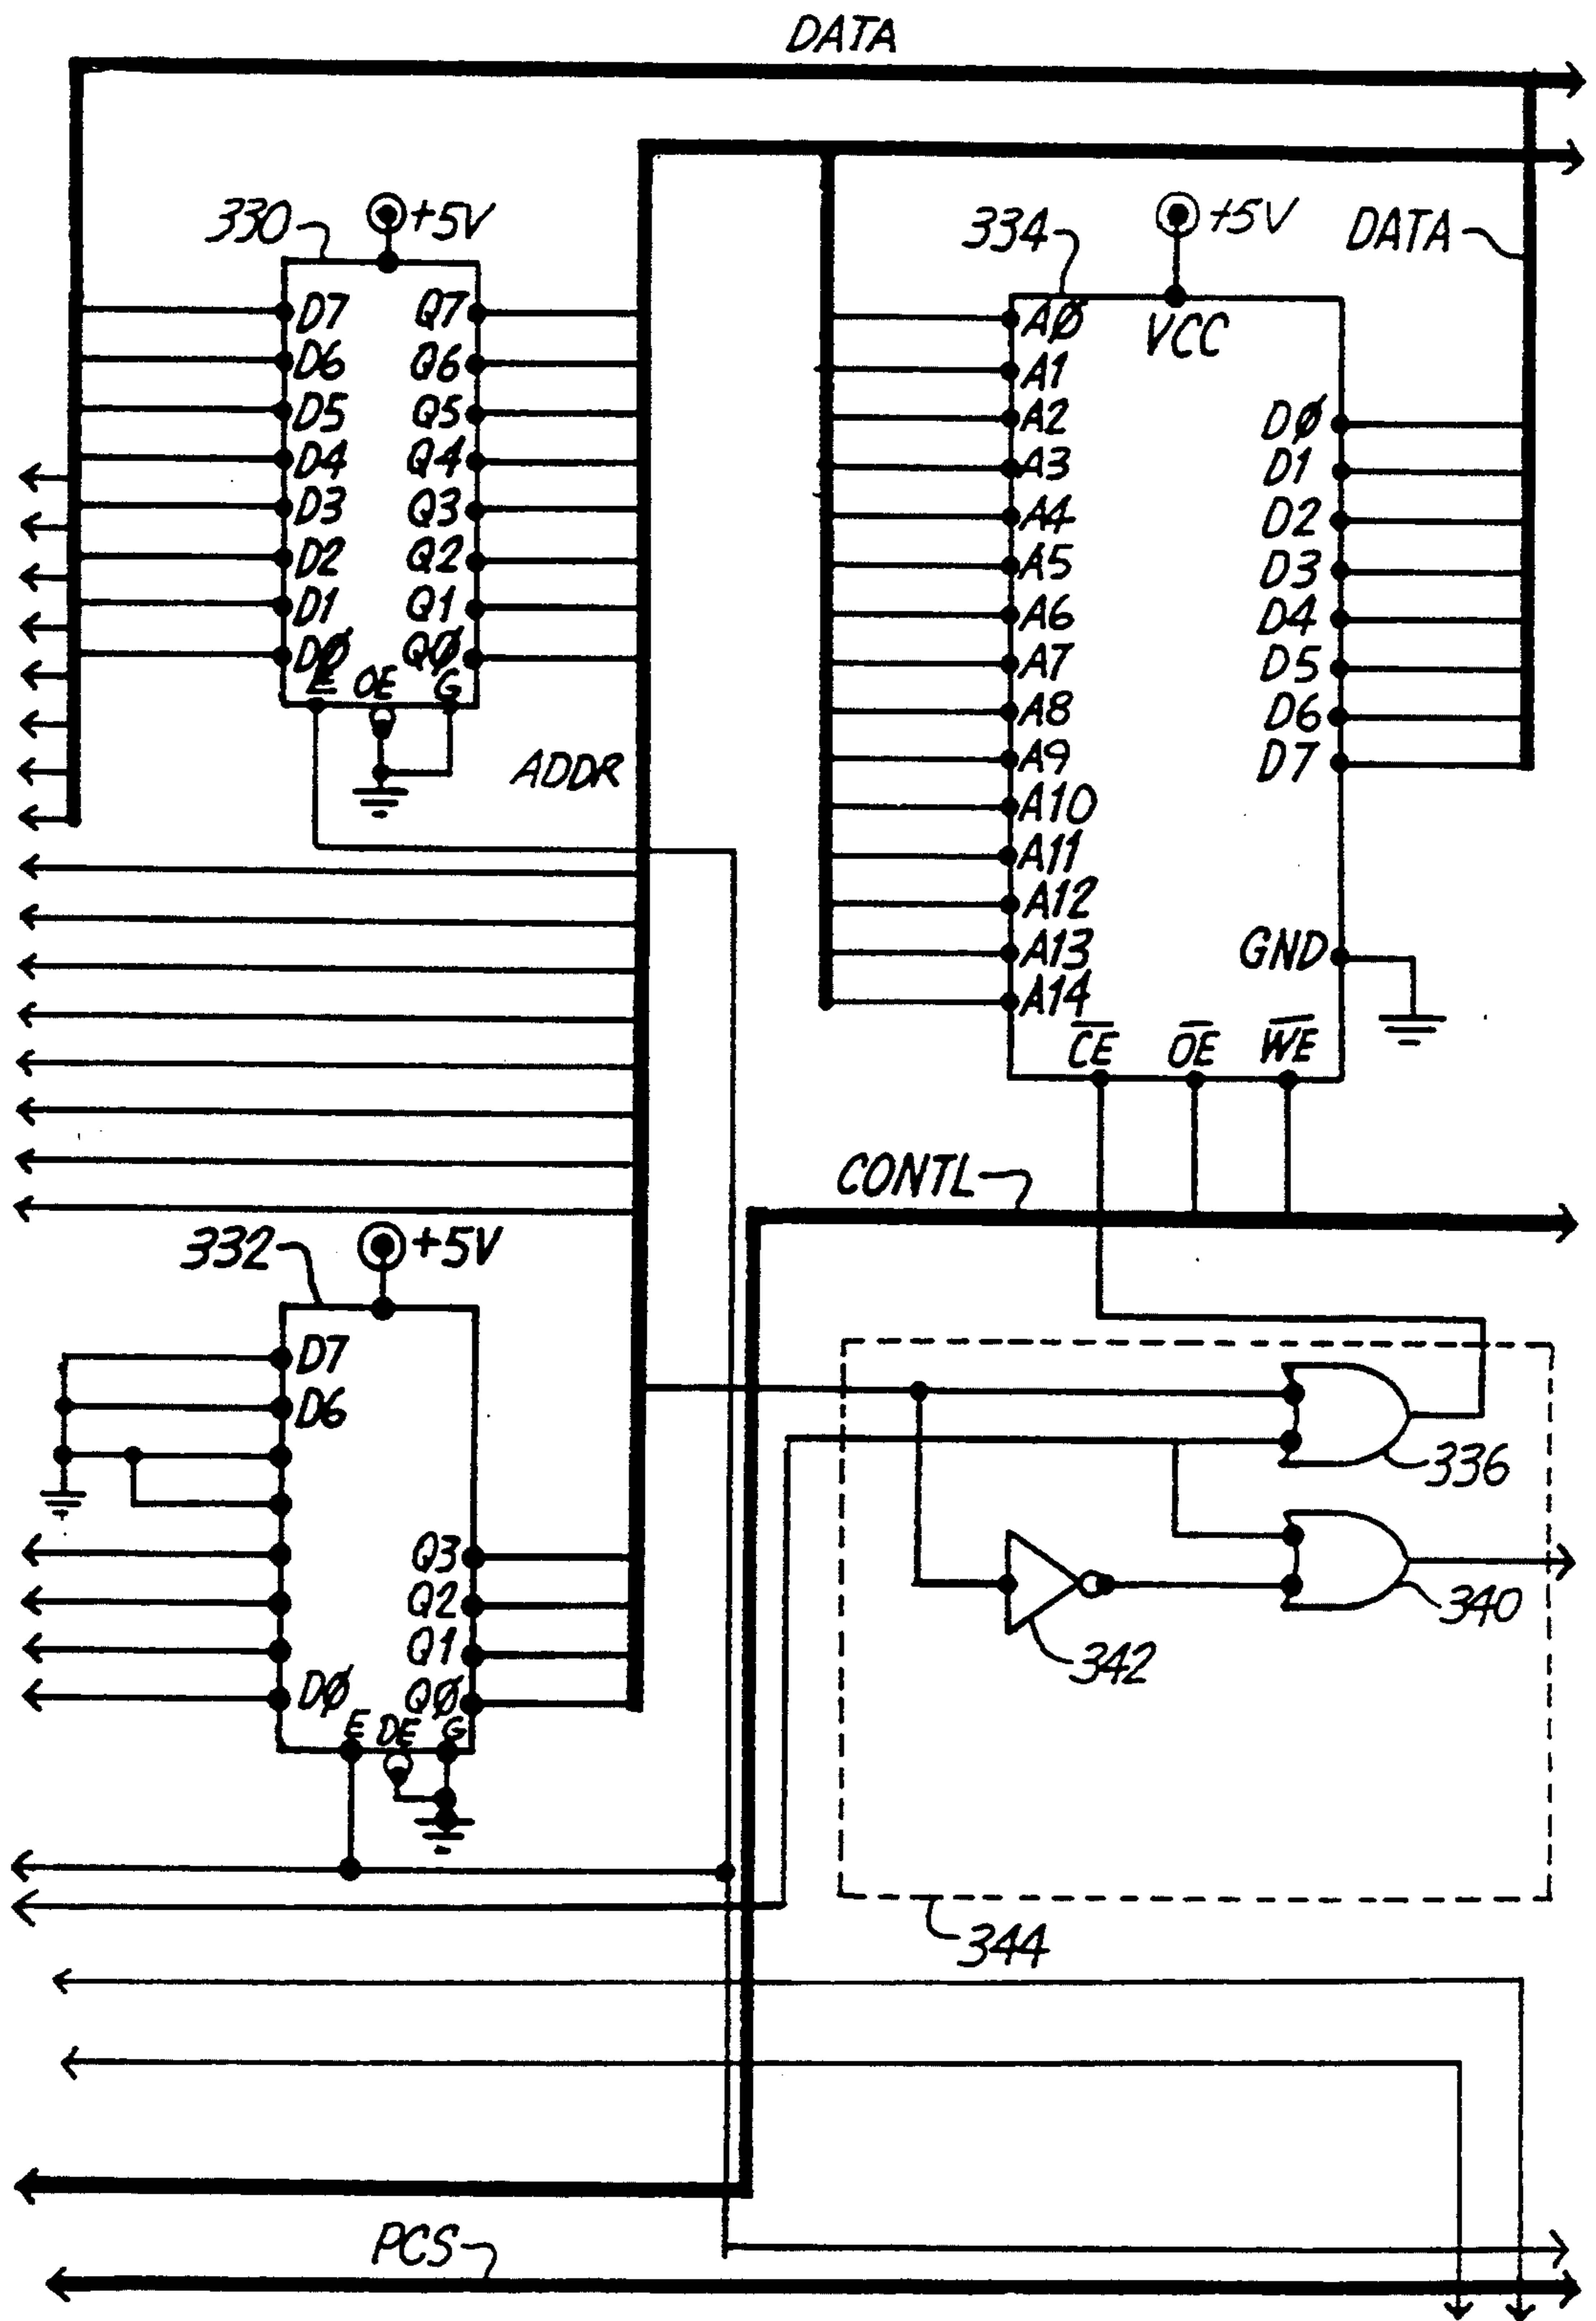 DATA
330
+5V
D7 Q7
D6 Q6
D5 Q5
D4 Q4
D3 Q3
D2 Q2
D1 Q1
DØ QØ
E OE G
ADDR
334
+5V
DATA
VCC
AØ
A1
A2
A3
A4
A5
A6
A7
A8
A9
A10
A11
A12
A13
A14
DØ
D1
D2
D3
D4
D5
D6
D7
GND
C̅E̅ O̅E̅ W̅E̅
CONTL
332
+5V
D7
D6
Q3
Q2
Q1
DØ QØ
E DE G
336
340
342
344
PCS